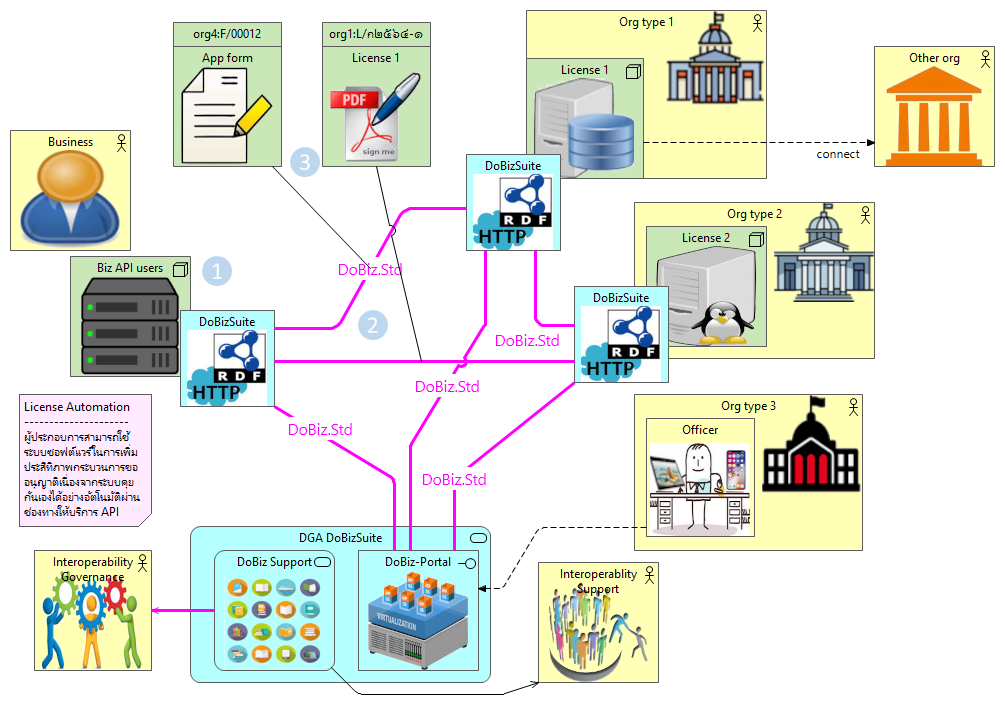 org4:F/00012
App form
org1:L/ก๒๕๖๔-๑
License 1
PDF
sign me
Org type 1
License 1
Other org
connect
Business
3
DoBizSuite
RDF
HTTP
Org type 2
License 2
Biz API users
1
DoBiz.Std
2
DoBizSuite
RDF
HTTP
DoBizSuite
RDF
HTTP
DoBiz.Std
DoBiz.Std
DoBiz.Std
DoBiz.Std
License Automation
------------------
ผู้ประกอบการสามารถใช้
ระบบซอฟต์แวร์ในการเพิ่ม
ประสิทิภาพกระบวนการขอ
อนุญาติเนื่องจากระบบคุย
กันเองได้อย่างอัตโนมัติผ่าน
ช่องทางให้บริการ API
Org type 3
Officer
DGA DoBizSuite
DoBiz Support
DoBiz-Portal
VIRTUALIZATION
Interoperability
Governance
Interoperablity
Support